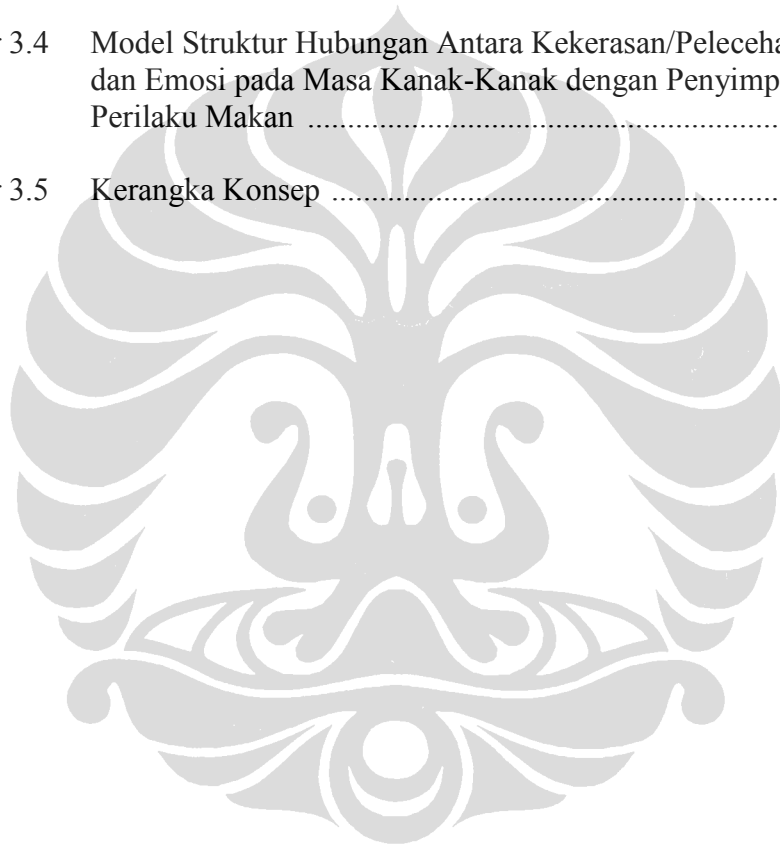 r 3.4 Model Struktur Hubungan Antara Kekerasan/Peleceha
dan Emosi pada Masa Kanak-Kanak dengan Penyimp
Perilaku Makan ..........................................................
r 3.5 Kerangka Konsep .......................................................